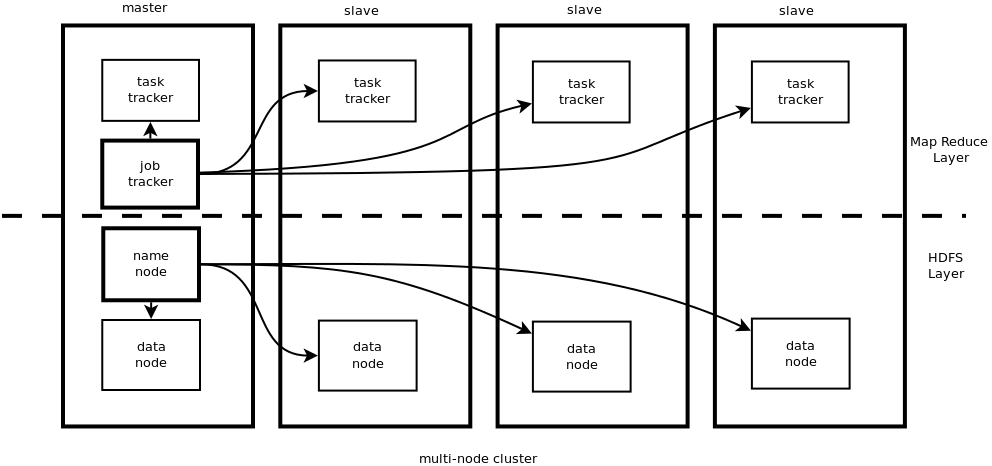 master
slave
slave
slave
task
tracker
task
tracker
task
tracker
task
tracker
job
tracker
Map Reduce
Layer
name
node
HDFS
Layer
data
node
data
node
data
node
data
node
multi-node cluster